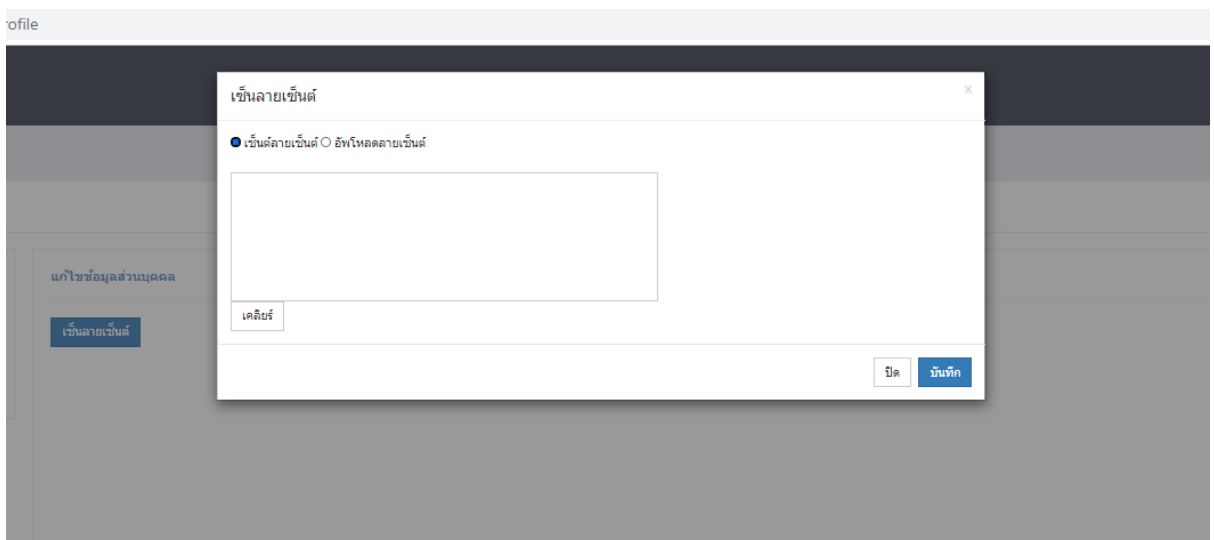 rofile
เซ็นลายเซ็นต์ x
เซ็นต์ลายเซ็นต์ อัพโหลดลายเซ็นต์
แก้ไขข้อมูลส่วนบุคคล
เคลียร์
เซ็นลายเซ็นต์
ปิด บันทึก